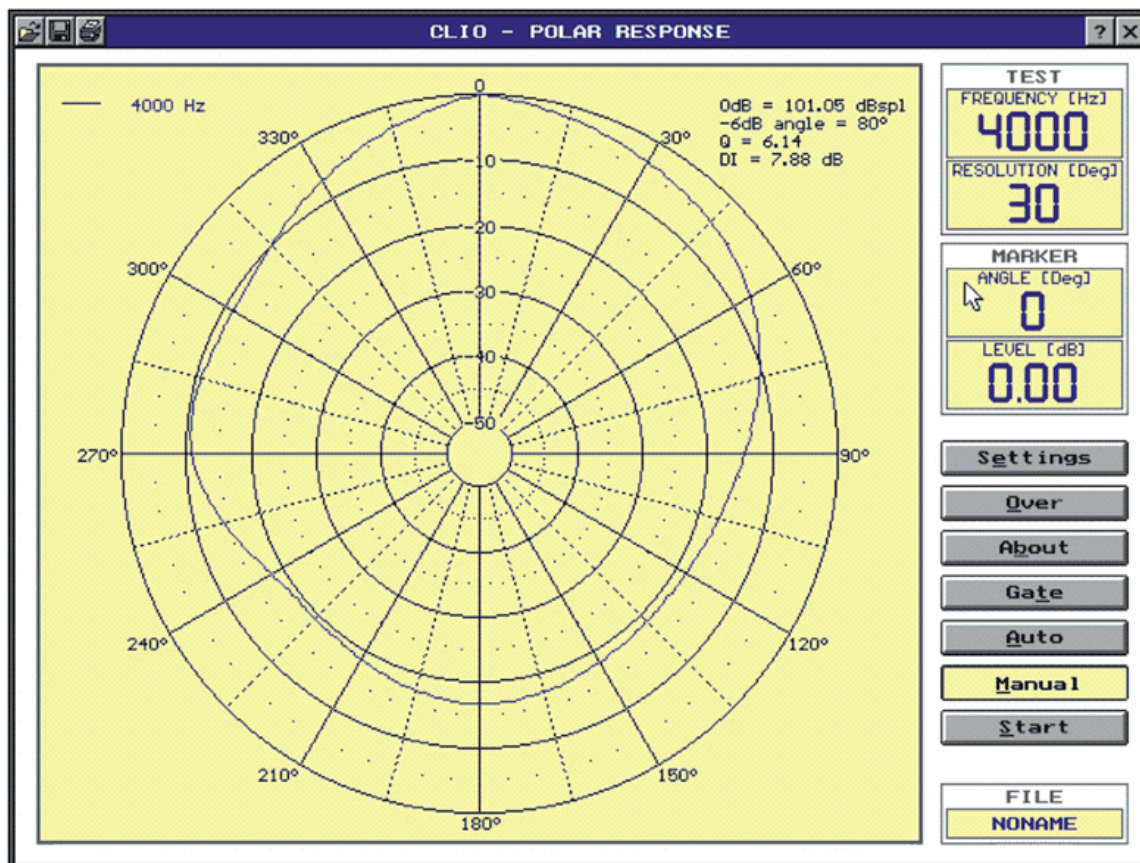 CLIO - POLAR RESPONSE
? X
4000 Hz
0dB = 101.05 dBspl
-6dB angle = 80°
Q = 6.14
DI = 7.88 dB
0
330° 30°
-10
-20
300° 60°
-30
-40
-50
270° 90°
240° 120°
210° 150°
180°
TEST
FREQUENCY [Hz]
4000
RESOLUTION [Deg]
30
MARKER
ANGLE [Deg]
0
LEVEL [dB]
0.00
Settings
Over
About
Gate
Auto
Manual
Start
FILE
NONAME